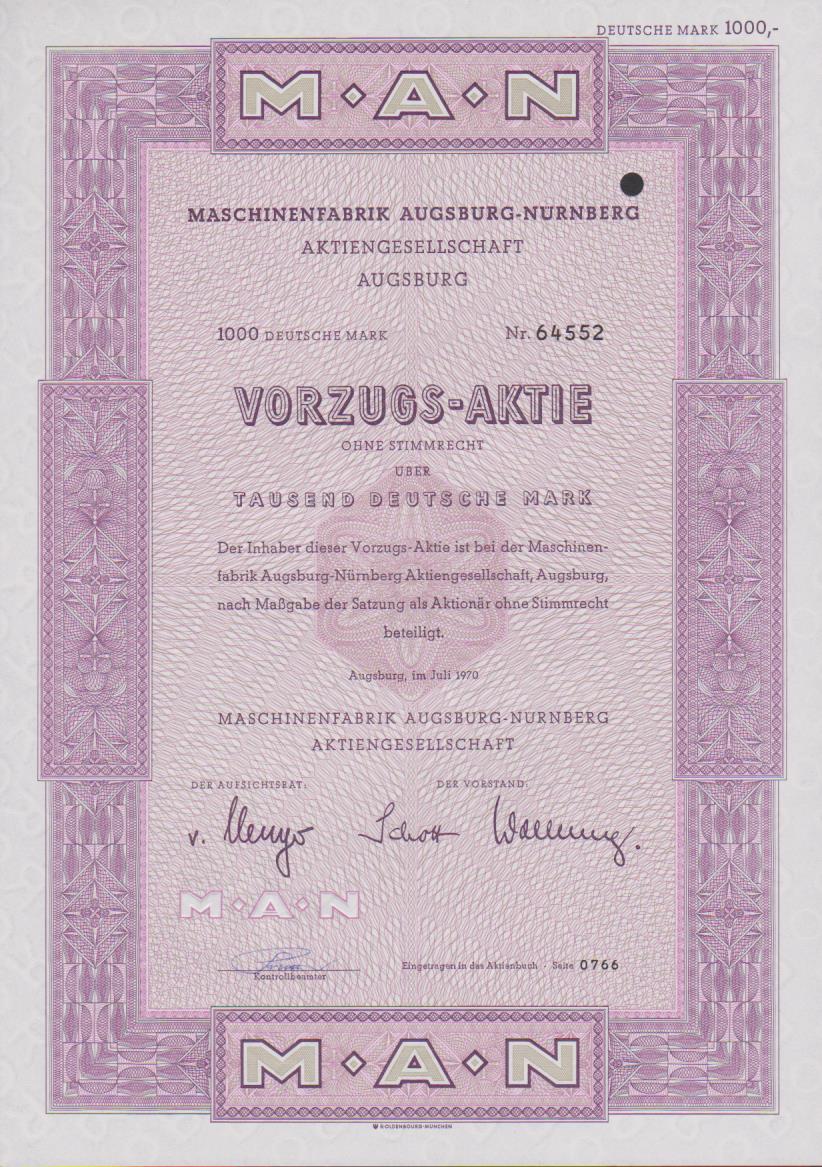 DEUTSCHE MARK 1000,-
M·A·N
MASCHINENFABRIK AUGSBURG-NÜRNBERG
AKTIENGESELLSCHAFT
AUGSBURG
1000 DEUTSCHE MARK Nr. 64552
VORZUGS-AKTIE
OHNE STIMMRECHT
ÜBER
TAUSEND DEUTSCHE MARK
Der Inhaber dieser Vorzugs-Aktie ist bei der Maschinen-
fabrik Augsburg-Nürnberg Aktiengesellschaft, Augsburg,
nach Maßgabe der Satzung als Aktionär ohne Stimmrecht
beteiligt.
Augsburg, im Juli 1970
MASCHINENFABRIK AUGSBURG-NÜRNBERG
AKTIENGESELLSCHAFT
DER AUFSICHTSRAT: DER VORSTAND:
v. Schott
M·A·N
Kontrollbeamter
Eingetragen in das Aktienbuch · Seite 0766
M·A·N
R·OLDENBOURG·MÜNCHEN